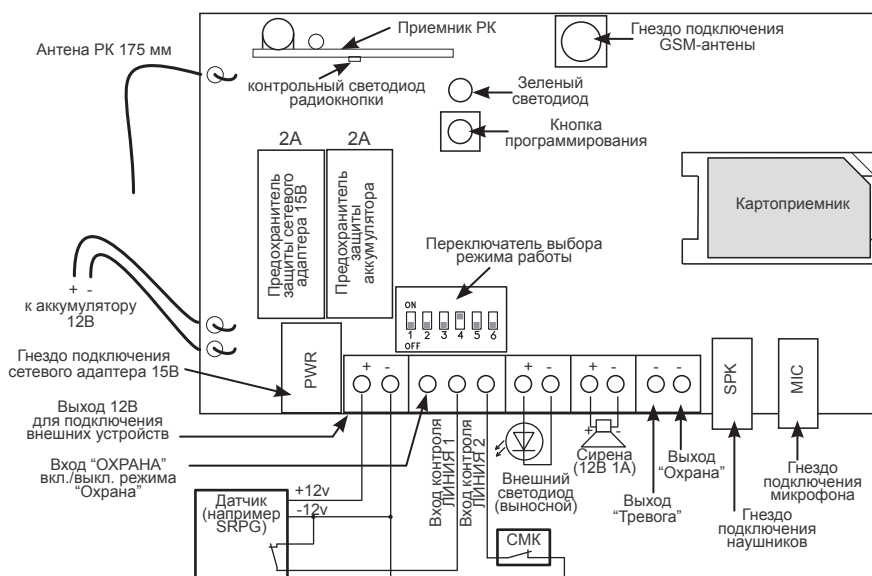 Приемник РК
Гнездо подключения
GSM-антены
Антена РК 175 мм
контрольный светодиод
радиокнопки
Зеленый
светодиод
Кнопка
программирования
2А
2А
Предохранитель
защиты сетевого
адаптера 15В
Предохранитель
защиты
аккумулятора
Картоприемник
Переключатель выбора
режима работы
+ -
к аккумулятору
12В
ON
1 2 3 4 5 6
OFF
Гнездо подключения
сетевого адаптера 15В
PWR
+ -
+ -
+ -
- -
SPK
MIC
Выход 12В
для подключения
внешних устройств
Вход “ОХРАНА”
вкл./выкл. режима
“Охрана”
Вход контроля
ЛИНИЯ 1
Вход контроля
ЛИНИЯ 2
Внешний
светодиод
(выносной)
+ -
Сирена
(12В 1А)
Выход
“Тревога”
Выход
“Охрана”
Гнездо
подключения
наушников
Гнездо
подключения
микрофона
Датчик
(например
SRPG)
+12v
-12v
СМК